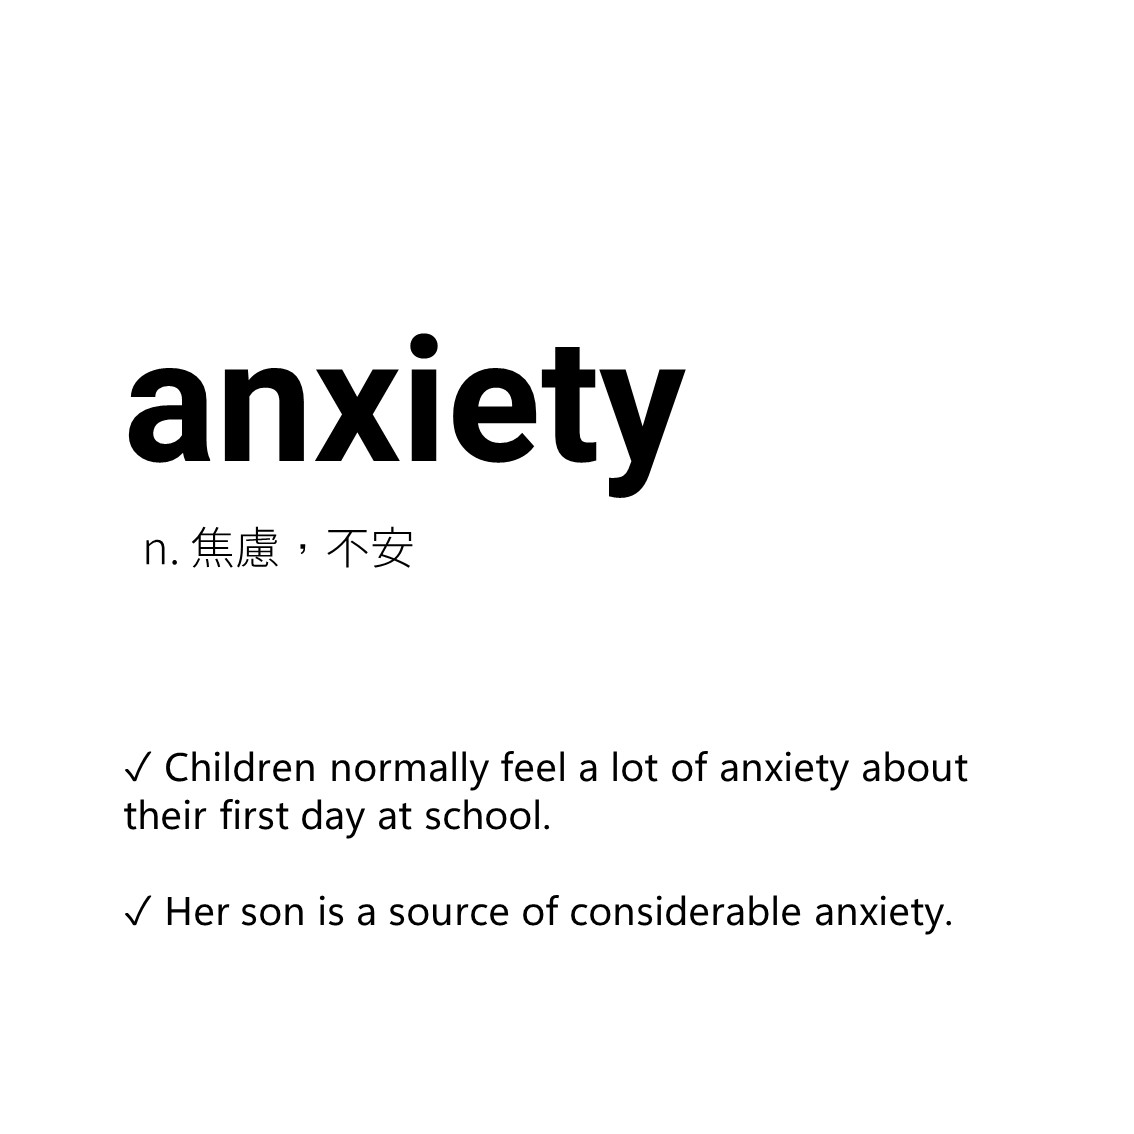 anxiety
n. 焦慮，不安
✓ Children normally feel a lot of anxiety about
their first day at school.
✓ Her son is a source of considerable anxiety.